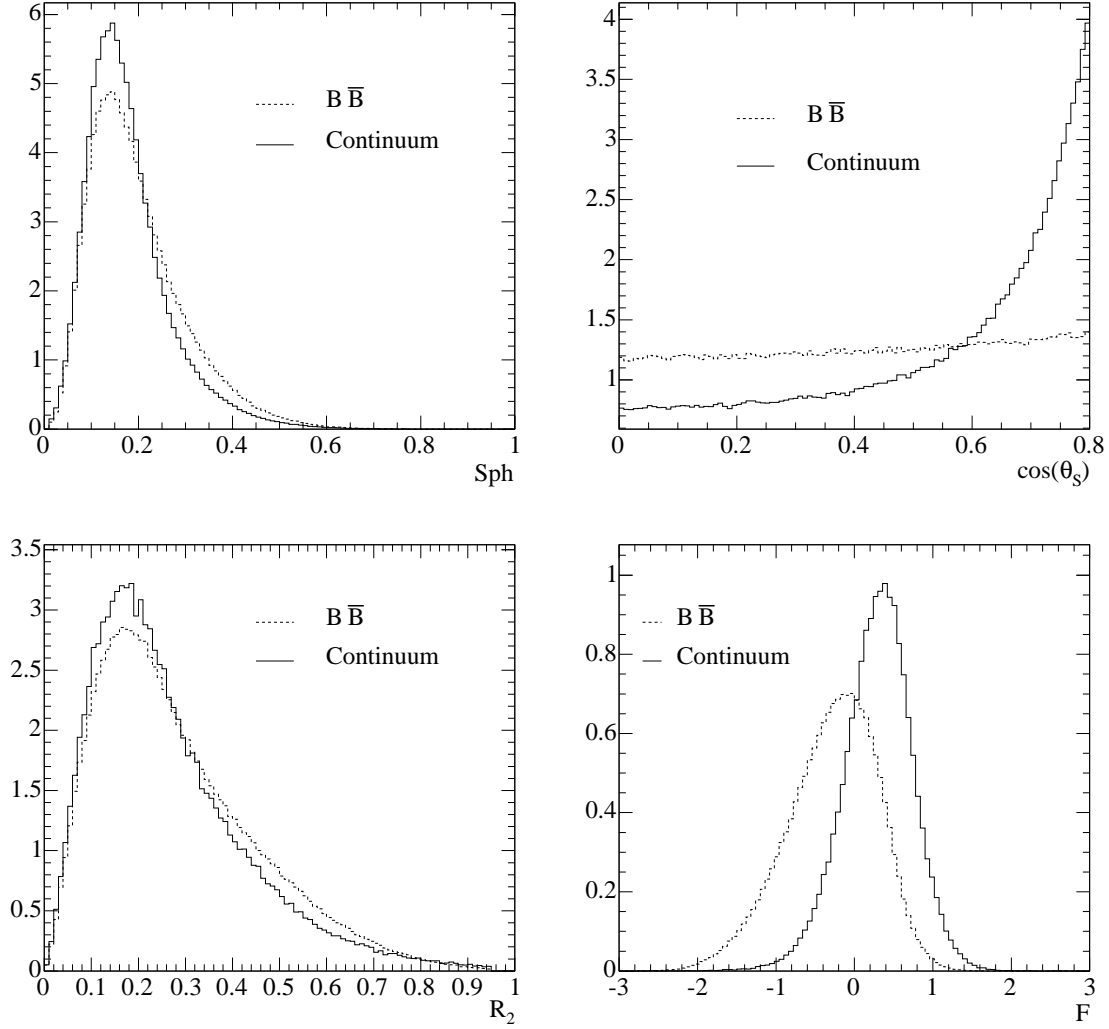 6
5
4
3
2
1
0
B B̅
Continuum
0 0.2 0.4 0.6 0.8 1
Sph
4
3.5
3
2.5
2
1.5
1
B B̅
Continuum
0 0.2 0.4 0.6 0.8
cos(θS)
3.5
3
2.5
2
1.5
1
0.5
0
B B̅
Continuum
0 0.1 0.2 0.3 0.4 0.5 0.6 0.7 0.8 0.9 1
R2
1
0.8
0.6
0.4
0.2
0
B B̅
Continuum
-3 -2 -1 0 1 2 3
F